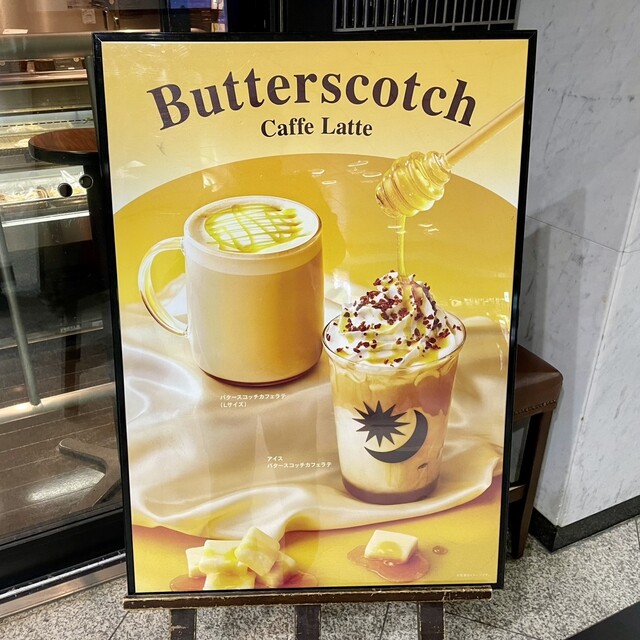 Butterscotch
Caffe Latte
バタースコッチカフェラテ
(Lサイズ)
アイス
バタースコッチカフェラテ